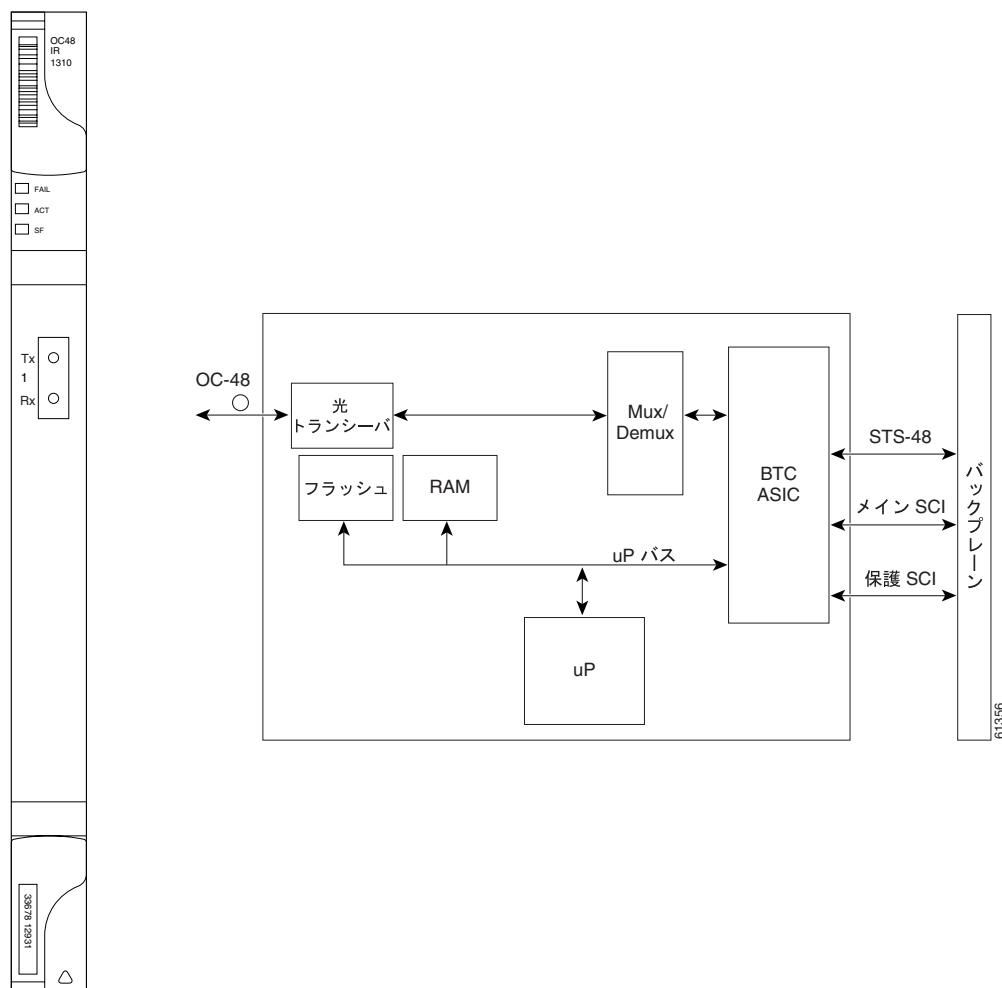 OC48
IR
1310
FAIL
ACT
SF
Tx
1
Rx
33678 12931
OC-48
光
トランシーバ
フラッシュ
RAM
Mux/
Demux
BTC
ASIC
uP バス
uP
STS-48
メイン SCI
保護 SCI
バックプレーン
61356